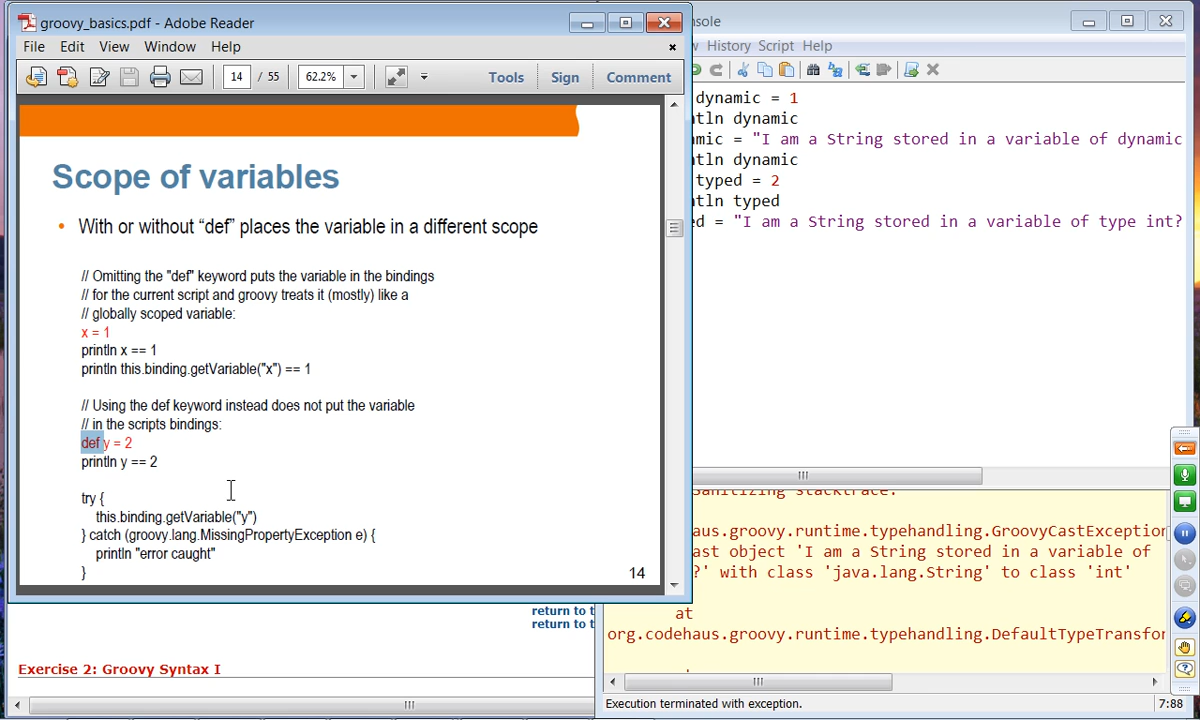 groovy_basics.pdf - Adobe Reader
File Edit View Window Help
14 / 55 62.2% Tools Sign Comment
Scope of variables
• With or without “def” places the variable in a different scope
// Omitting the "def" keyword puts the variable in the bindings
// for the current script and groovy treats it (mostly) like a
// globally scoped variable:
x = 1
println x == 1
println this.binding.getVariable("x") == 1
// Using the def keyword instead does not put the variable
// in the scripts bindings:
def y = 2
println y == 2
try {
this.binding.getVariable("y")
} catch (groovy.lang.MissingPropertyException e) {
println "error caught"
}
14
return to t
return to t
Exercise 2: Groovy Syntax I
nsole
w History Script Help
dynamic = 1
ntln dynamic
amic = "I am a String stored in a variable of dynamic
ntln dynamic
typed = 2
ntln typed
ed = "I am a String stored in a variable of type int?
Sanitizing stacktrace:
aus.groovy.runtime.typehandling.GroovyCastException
ast object 'I am a String stored in a variable of
?' with class 'java.lang.String' to class 'int'
at
org.codehaus.groovy.runtime.typehandling.DefaultTypeTransfor
Execution terminated with exception.
7:88